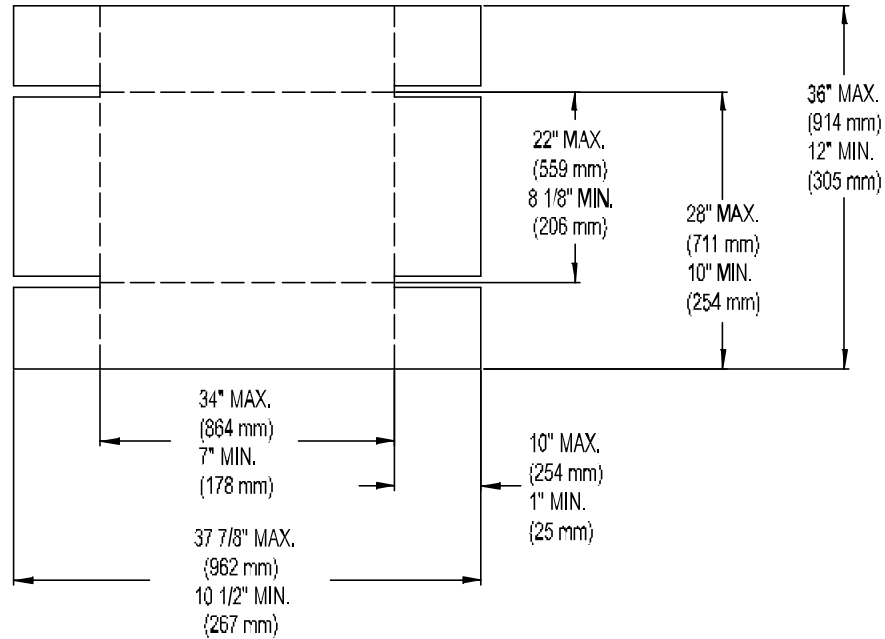 36" MAX.
(914 mm)
12" MIN.
(305 mm)
22" MAX.
(559 mm)
8 1/8" MIN.
(206 mm)
28" MAX.
(711 mm)
10" MIN.
(254 mm)
34" MAX.
(864 mm)
7" MIN.
(178 mm)
10" MAX.
(254 mm)
1" MIN.
(25 mm)
37 7/8" MAX.
(962 mm)
10 1/2" MIN.
(267 mm)